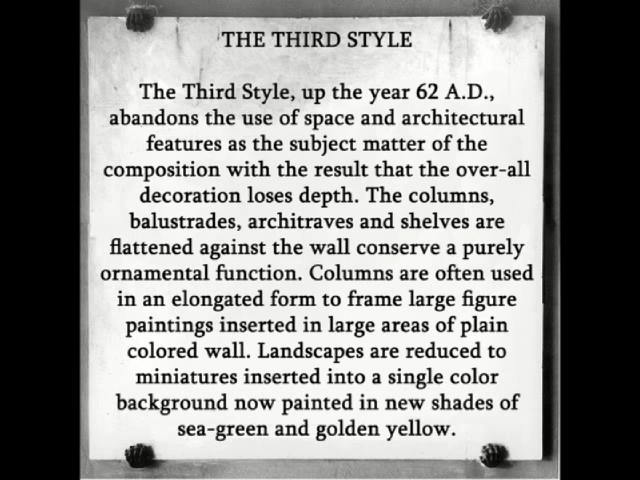 THE THIRD STYLE
The Third Style, up the year 62 A.D.,
abandons the use of space and architectural
features as the subject matter of the
composition with the result that the over-all
decoration loses depth. The columns,
balustrades, architraves and shelves are
flattened against the wall conserve a purely
ornamental function. Columns are often used
in an elongated form to frame large figure
paintings inserted in large areas of plain
colored wall. Landscapes are reduced to
miniatures inserted into a single color
background now painted in new shades of
sea-green and golden yellow.